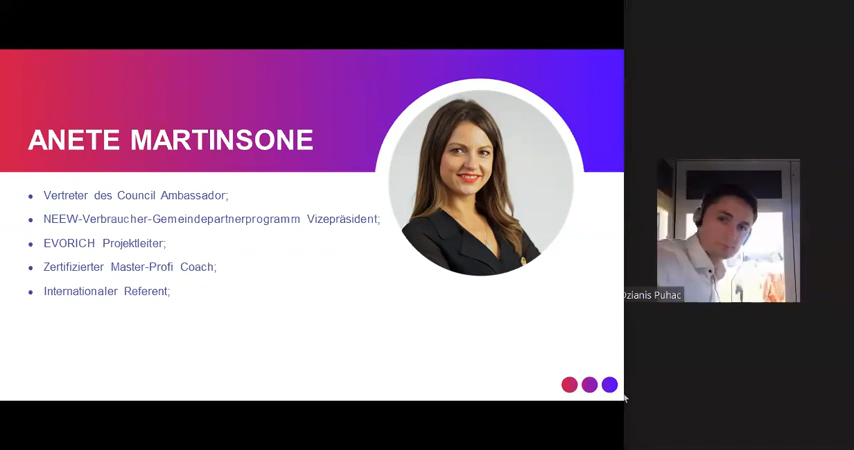 ANETE MARTINSONE
• Vertreter des Council Ambassador;
• NEEW-Verbraucher-Gemeindepartnerprogramm Vizepräsident;
• EVORICH Projektleiter;
• Zertifizierter Master-Profi Coach;
• Internationaler Referent;
Dzianis Puhac